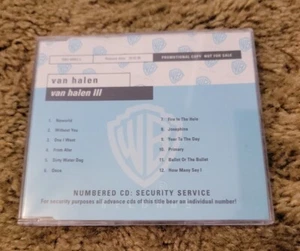 PROMOTIONAL COPY NOT FOR SALE
van halen
van halen III
1. Neworld
2. Without You
3. One I Want
4. From Afar
5. Dirty Water Dog
6. Once
7. Fire In The Hole
8. Josephina
9. Year To The Day
10. Primary
11. Ballot Or The Bullet
12. How Many Say I
NUMBERED CD: SECURITY SERVICE
For security purposes all advance cds of this title bear an individual number!